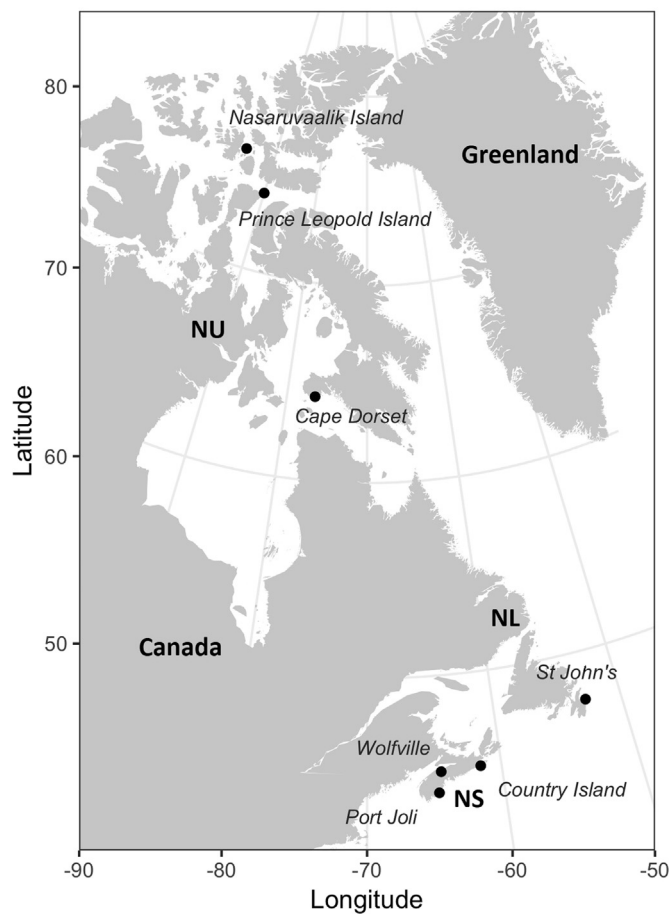 80
Nasaruvaalik Island
Greenland
Prince Leopold Island
70
NU
Cape Dorset
Latitude
60
NL
50
Canada
St John's
Wolfville
Country Island
NS
Port Joli
-90
-80
-70
-60
-50
Longitude